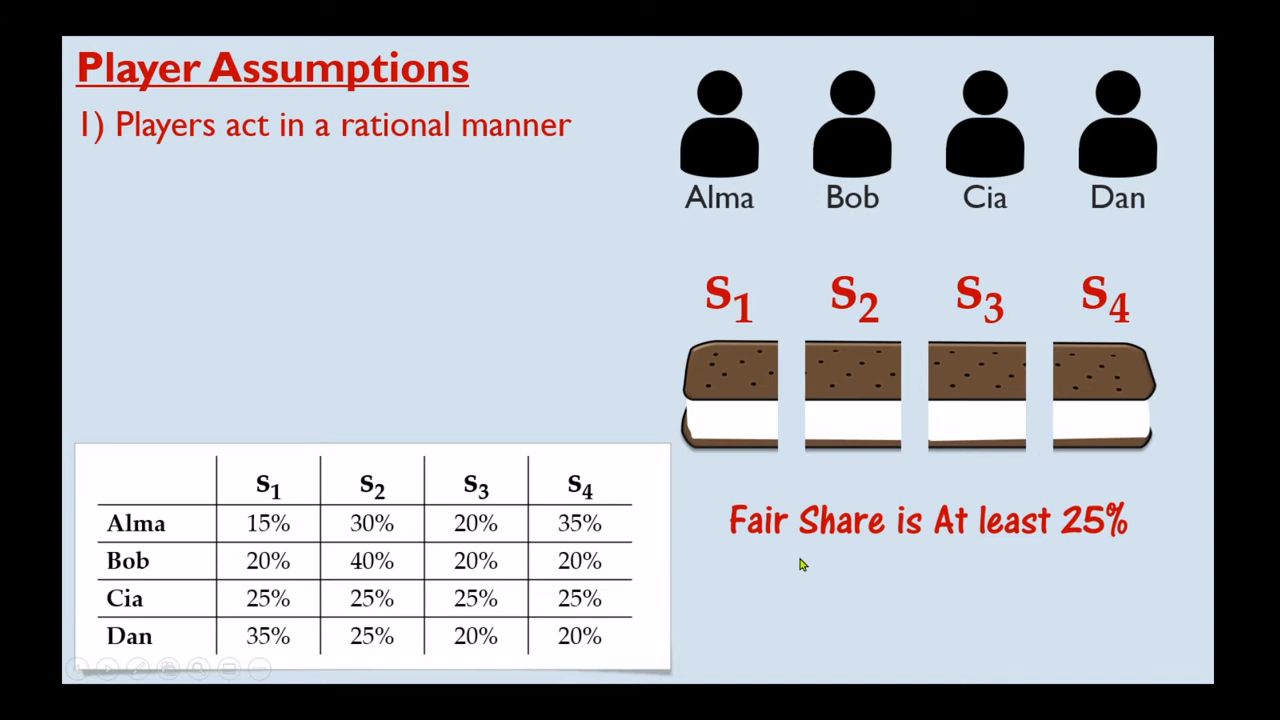 Player Assumptions
1) Players act in a rational manner
Alma Bob Cia Dan
s₁ s₂ s₃ s₄
Fair Share is At least 25%
s₁ s₂ s₃ s₄
Alma 15% 30% 20% 35%
Bob 20% 40% 20% 20%
Cia 25% 25% 25% 25%
Dan 35% 25% 20% 20%